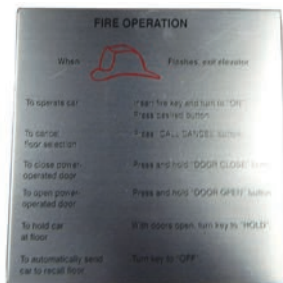 FIRE OPERATION
When Flashes, exit elevator
To operate car Insert fire key and turn to "ON".
Press desired button.
To cancel Press "CALL CANCEL" button.
floor selection
To close power- Press and hold "DOOR CLOSE" button.
operated door
To open power- Press and hold "DOOR OPEN" button.
operated door
To hold car With doors open, turn key to "HOLD".
at floor
To automatically send Turn key to "OFF".
car to recall floor